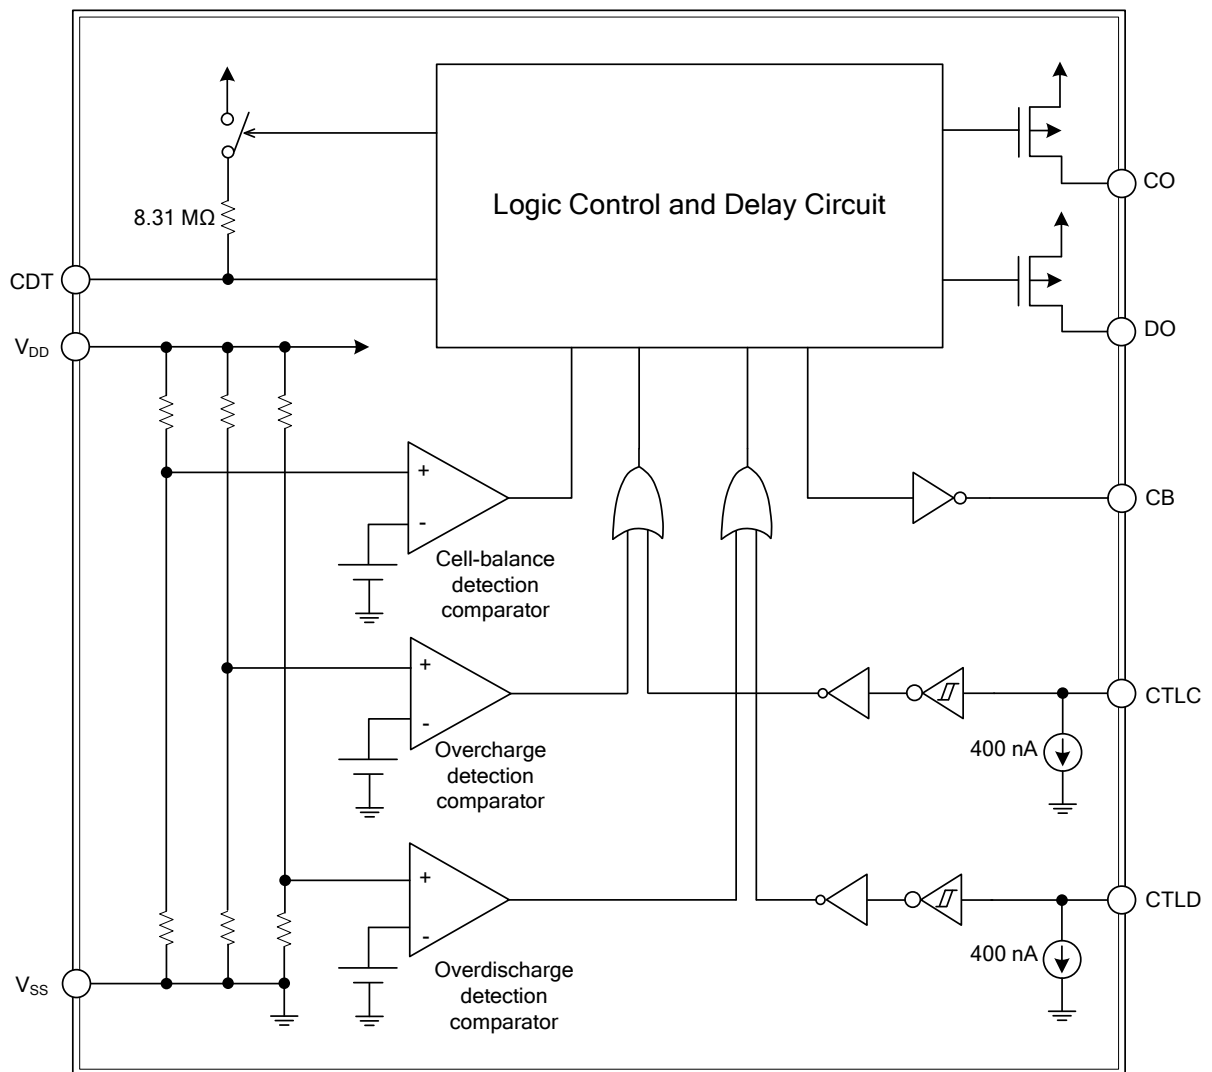 Logic Control and Delay Circuit
CO
8.31 MΩ
CDT
DO
VDD
+
-
CB
Cell-balance
detection
comparator
+
-
CTLC
Overcharge
detection
comparator
400 nA
+
-
CTLD
400 nA
Overdischarge
detection
comparator
VSS